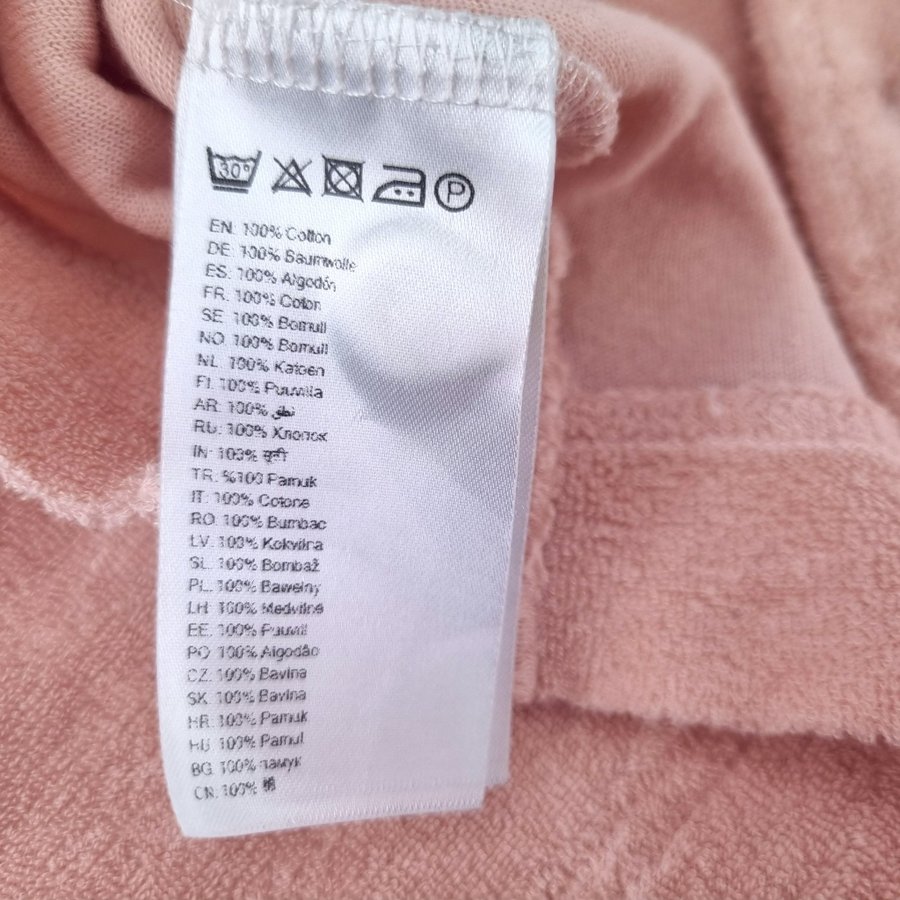 30°
P
EN: 100% Cotton
DE: 100% Baumwolle
ES: 100% Algodón
FR: 100% Coton
SE: 100% Bomull
NO: 100% Bomull
NL: 100% Katoen
FI: 100% Puuvilla
AR: 100% قطن
RU: 100% Хлопок
IN: 100%
TR: %100 Pamuk
IT: 100% Cotone
RO: 100% Bumbac
LV: 100% Kokvilna
SL: 100% Bombaž
PL: 100% Bawełny
LH: 100% Medvilnė
EE: 100% Puuvill
PO: 100% Algodão
CZ: 100% Bavlna
SK: 100% Bavlna
HR: 100% Pamuk
HU: 100% Pamut
BG: 100% памук
CN: 100% 棉